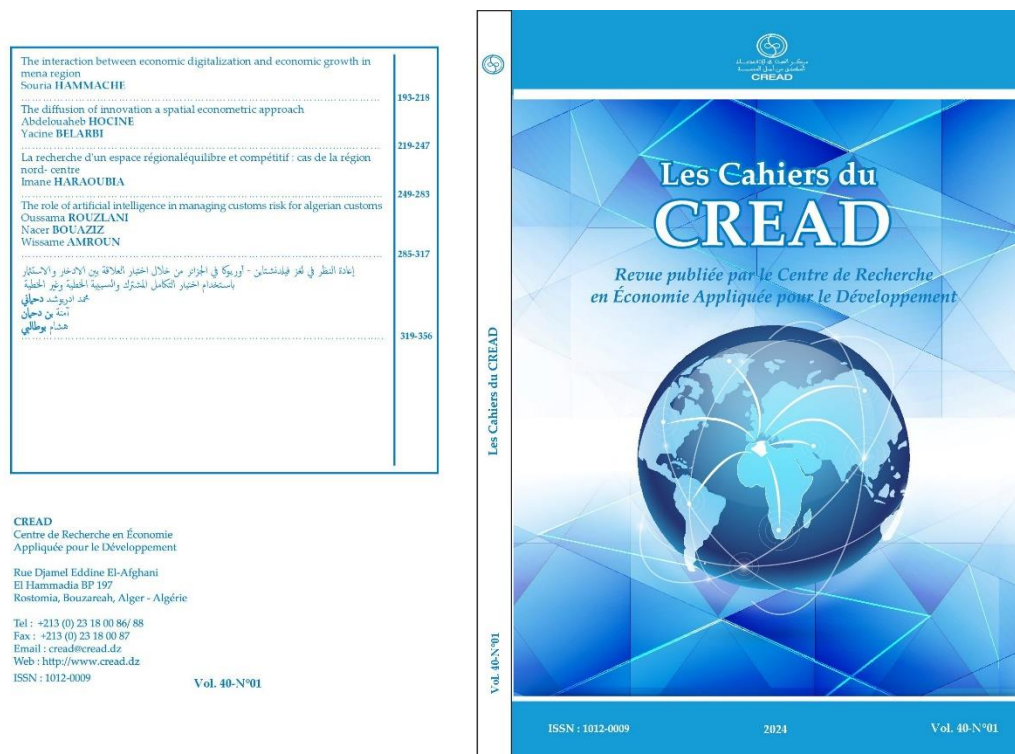 The interaction between economic digitalization and economic growth in
mena region
Souria HAMMACHE
193-218
The diffusion of innovation a spatial econometric approach
Abdelouaheb HOCINE
Yacine BELARBI
219-247
La recherche d'un espace régionaléquilibre et compétitif : cas de la région
nord- centre
Imane HARAOUBIA
249-283
The role of artificial intelligence in managing customs risk for algerian customs
Oussama ROUZLANI
Nacer BOUAZIZ
Wissame AMROUN
285-317
إعادة النظر في لغز فيلدشتاين - أوريوكا في الجزائر من خلال اختبار العلاقة بين الادخار والاستثمار
باستخدام اختبار التكامل المشترك والسببية الخطية وغير الخطية
محمد ادريوشد دحماني
آمنة بن دحمان
هشام بوطالبي
319-356
CREAD
Centre de Recherche en Économie
Appliquée pour le Développement
Rue Djamel Eddine El-Afghani
El Hammadia BP 197
Rostomia, Bouzareah, Alger - Algérie
Tel : +213 (0) 23 18 00 86/ 88
Fax : +213 (0) 23 18 00 87
Email : cread@cread.dz
Web : http://www.cread.dz
ISSN : 1012-0009
Vol. 40-N°01
Les Cahiers du CREAD
Vol. 40-N°01
CREAD
Les Cahiers du
CREAD
Revue publiée par le Centre de Recherche
en Économie Appliquée pour le Développement
ISSN : 1012-0009
2024
Vol. 40-N°01